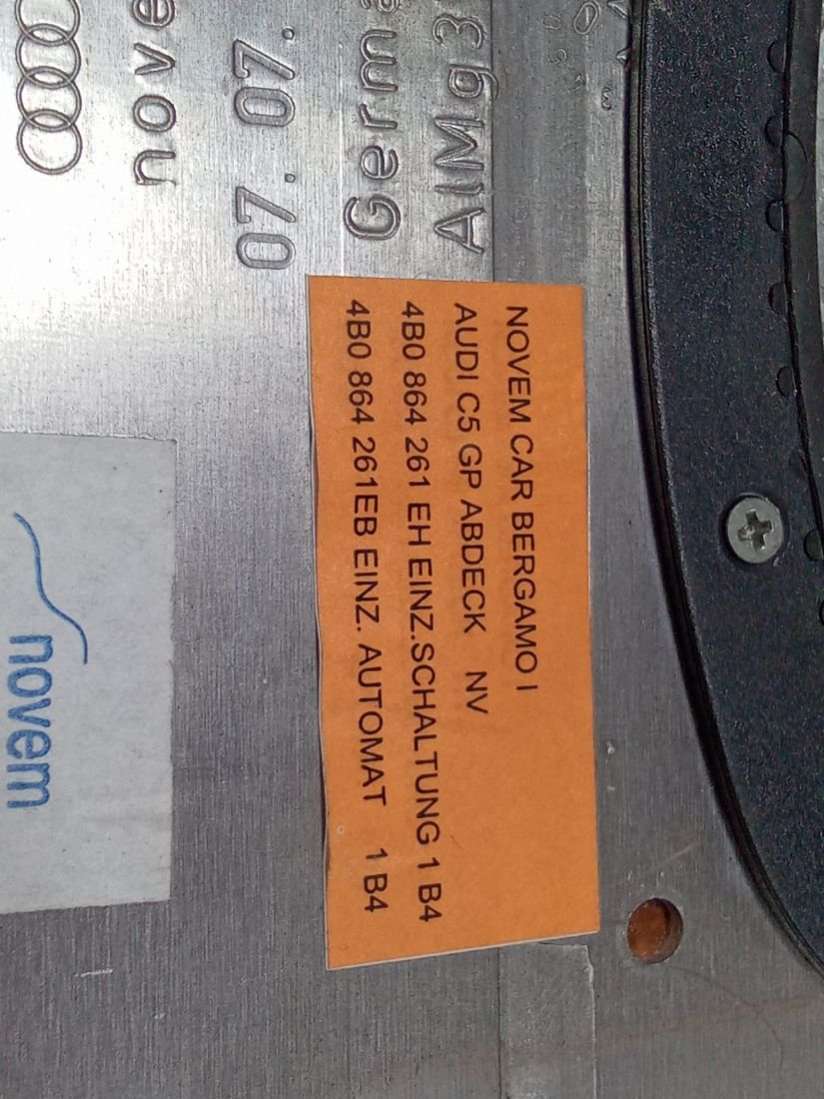 nove
07. 07.
Germ
AlMg3
NOVEM CAR BERGAMO I
AUDI C5 GP ABDECK NV
4B0 864 261 EH EINZ.SCHALTUNG 1 B4
4B0 864 261EB EINZ. AUTOMAT 1 B4
novem